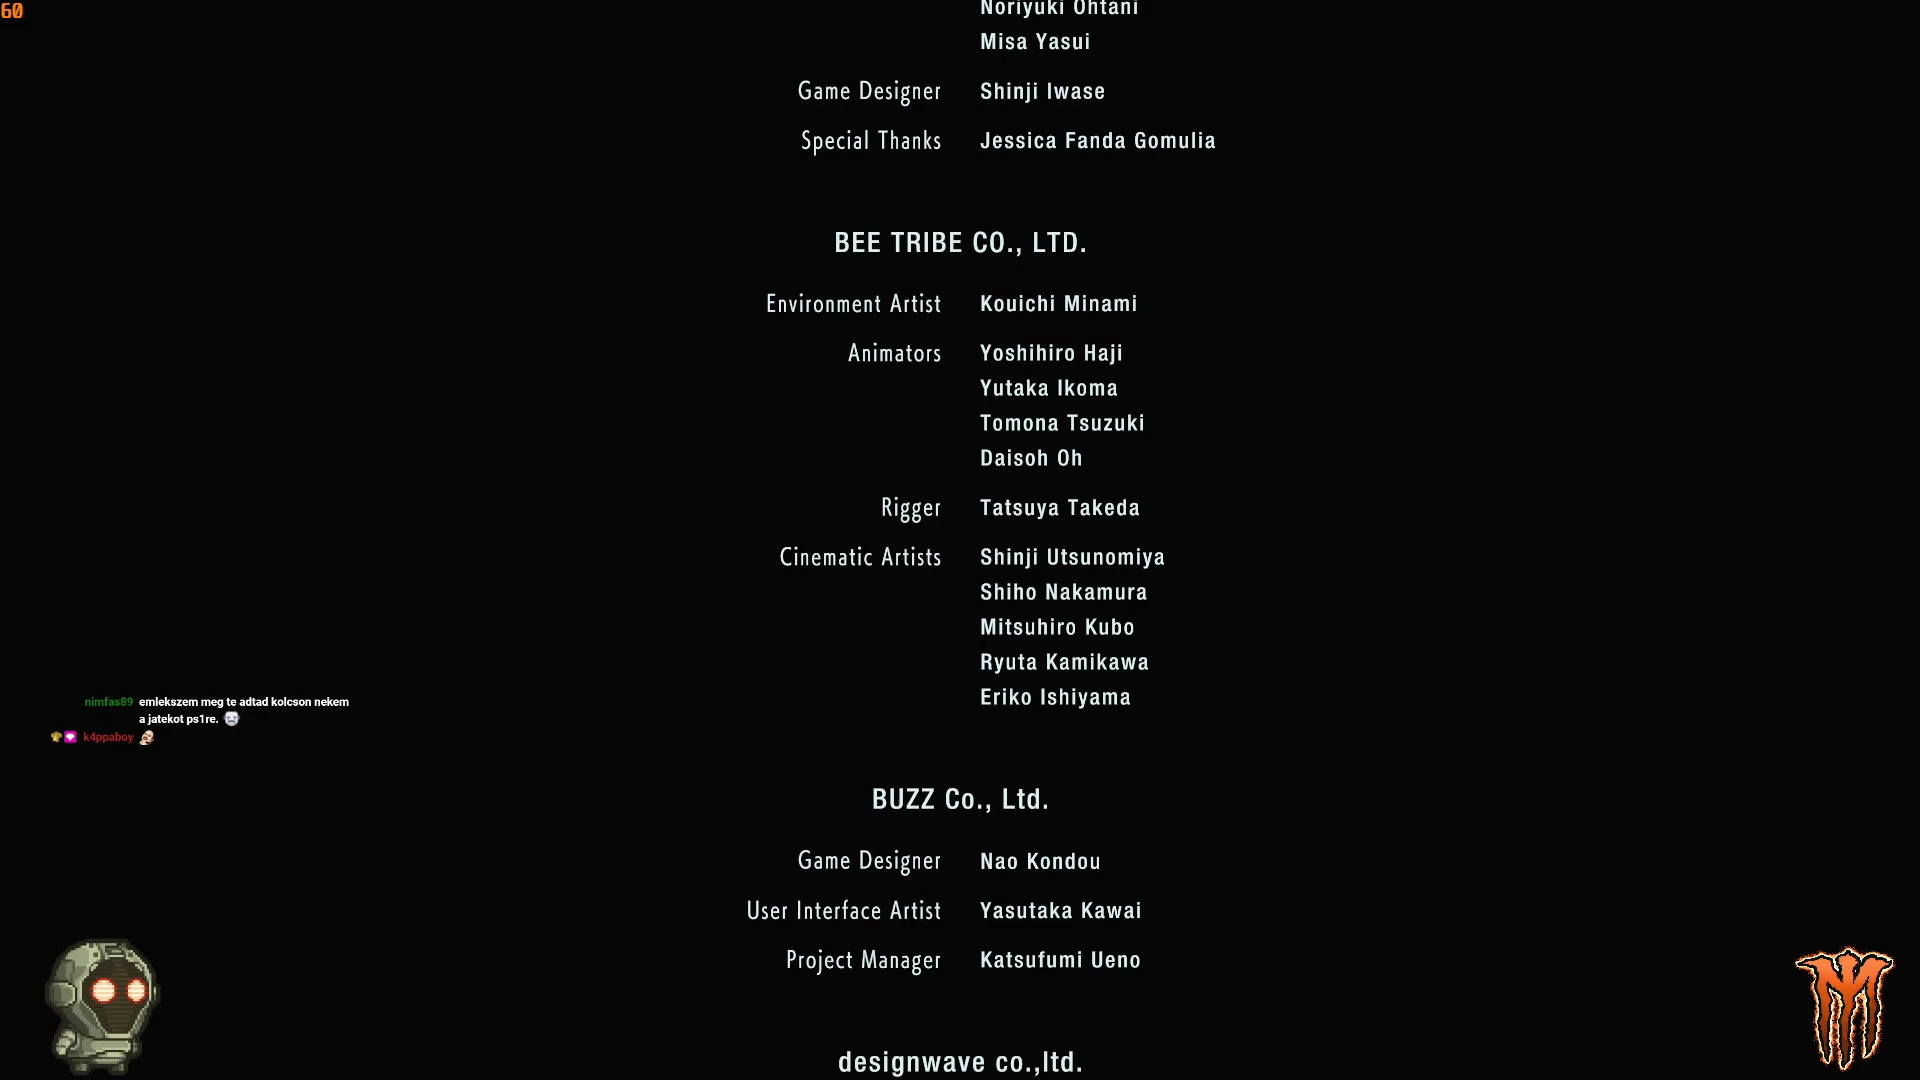 60
Noriyuki Ohtani
Misa Yasui
Game Designer Shinji Iwase
Special Thanks Jessica Fanda Gomulia
BEE TRIBE CO., LTD.
Environment Artist Kouichi Minami
Animators Yoshihiro Haji
Yutaka Ikoma
Tomona Tsuzuki
Daisoh Oh
Rigger Tatsuya Takeda
Cinematic Artists Shinji Utsunomiya
Shiho Nakamura
Mitsuhiro Kubo
Ryuta Kamikawa
Eriko Ishiyama
nimfas89 emlekszem meg te adtad kolcson nekem
a jatekot ps1re.
k4ppaboy
BUZZ Co., Ltd.
Game Designer Nao Kondou
User Interface Artist Yasutaka Kawai
Project Manager Katsufumi Ueno
designwave co.,ltd.